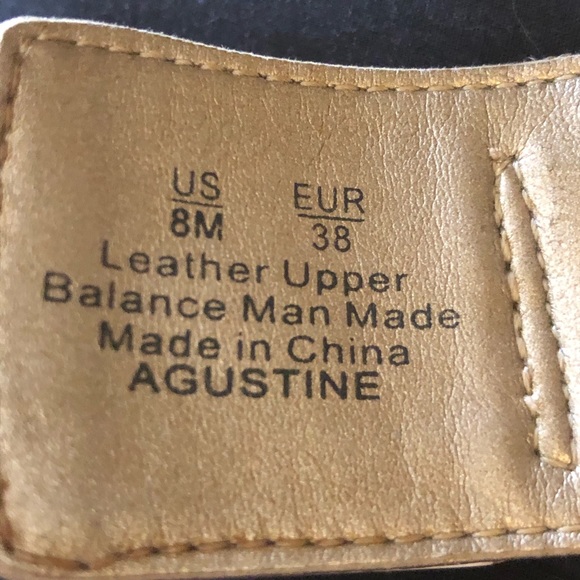 US EUR
8M 38
Leather Upper
Balance Man Made
Made in China
AGUSTINE